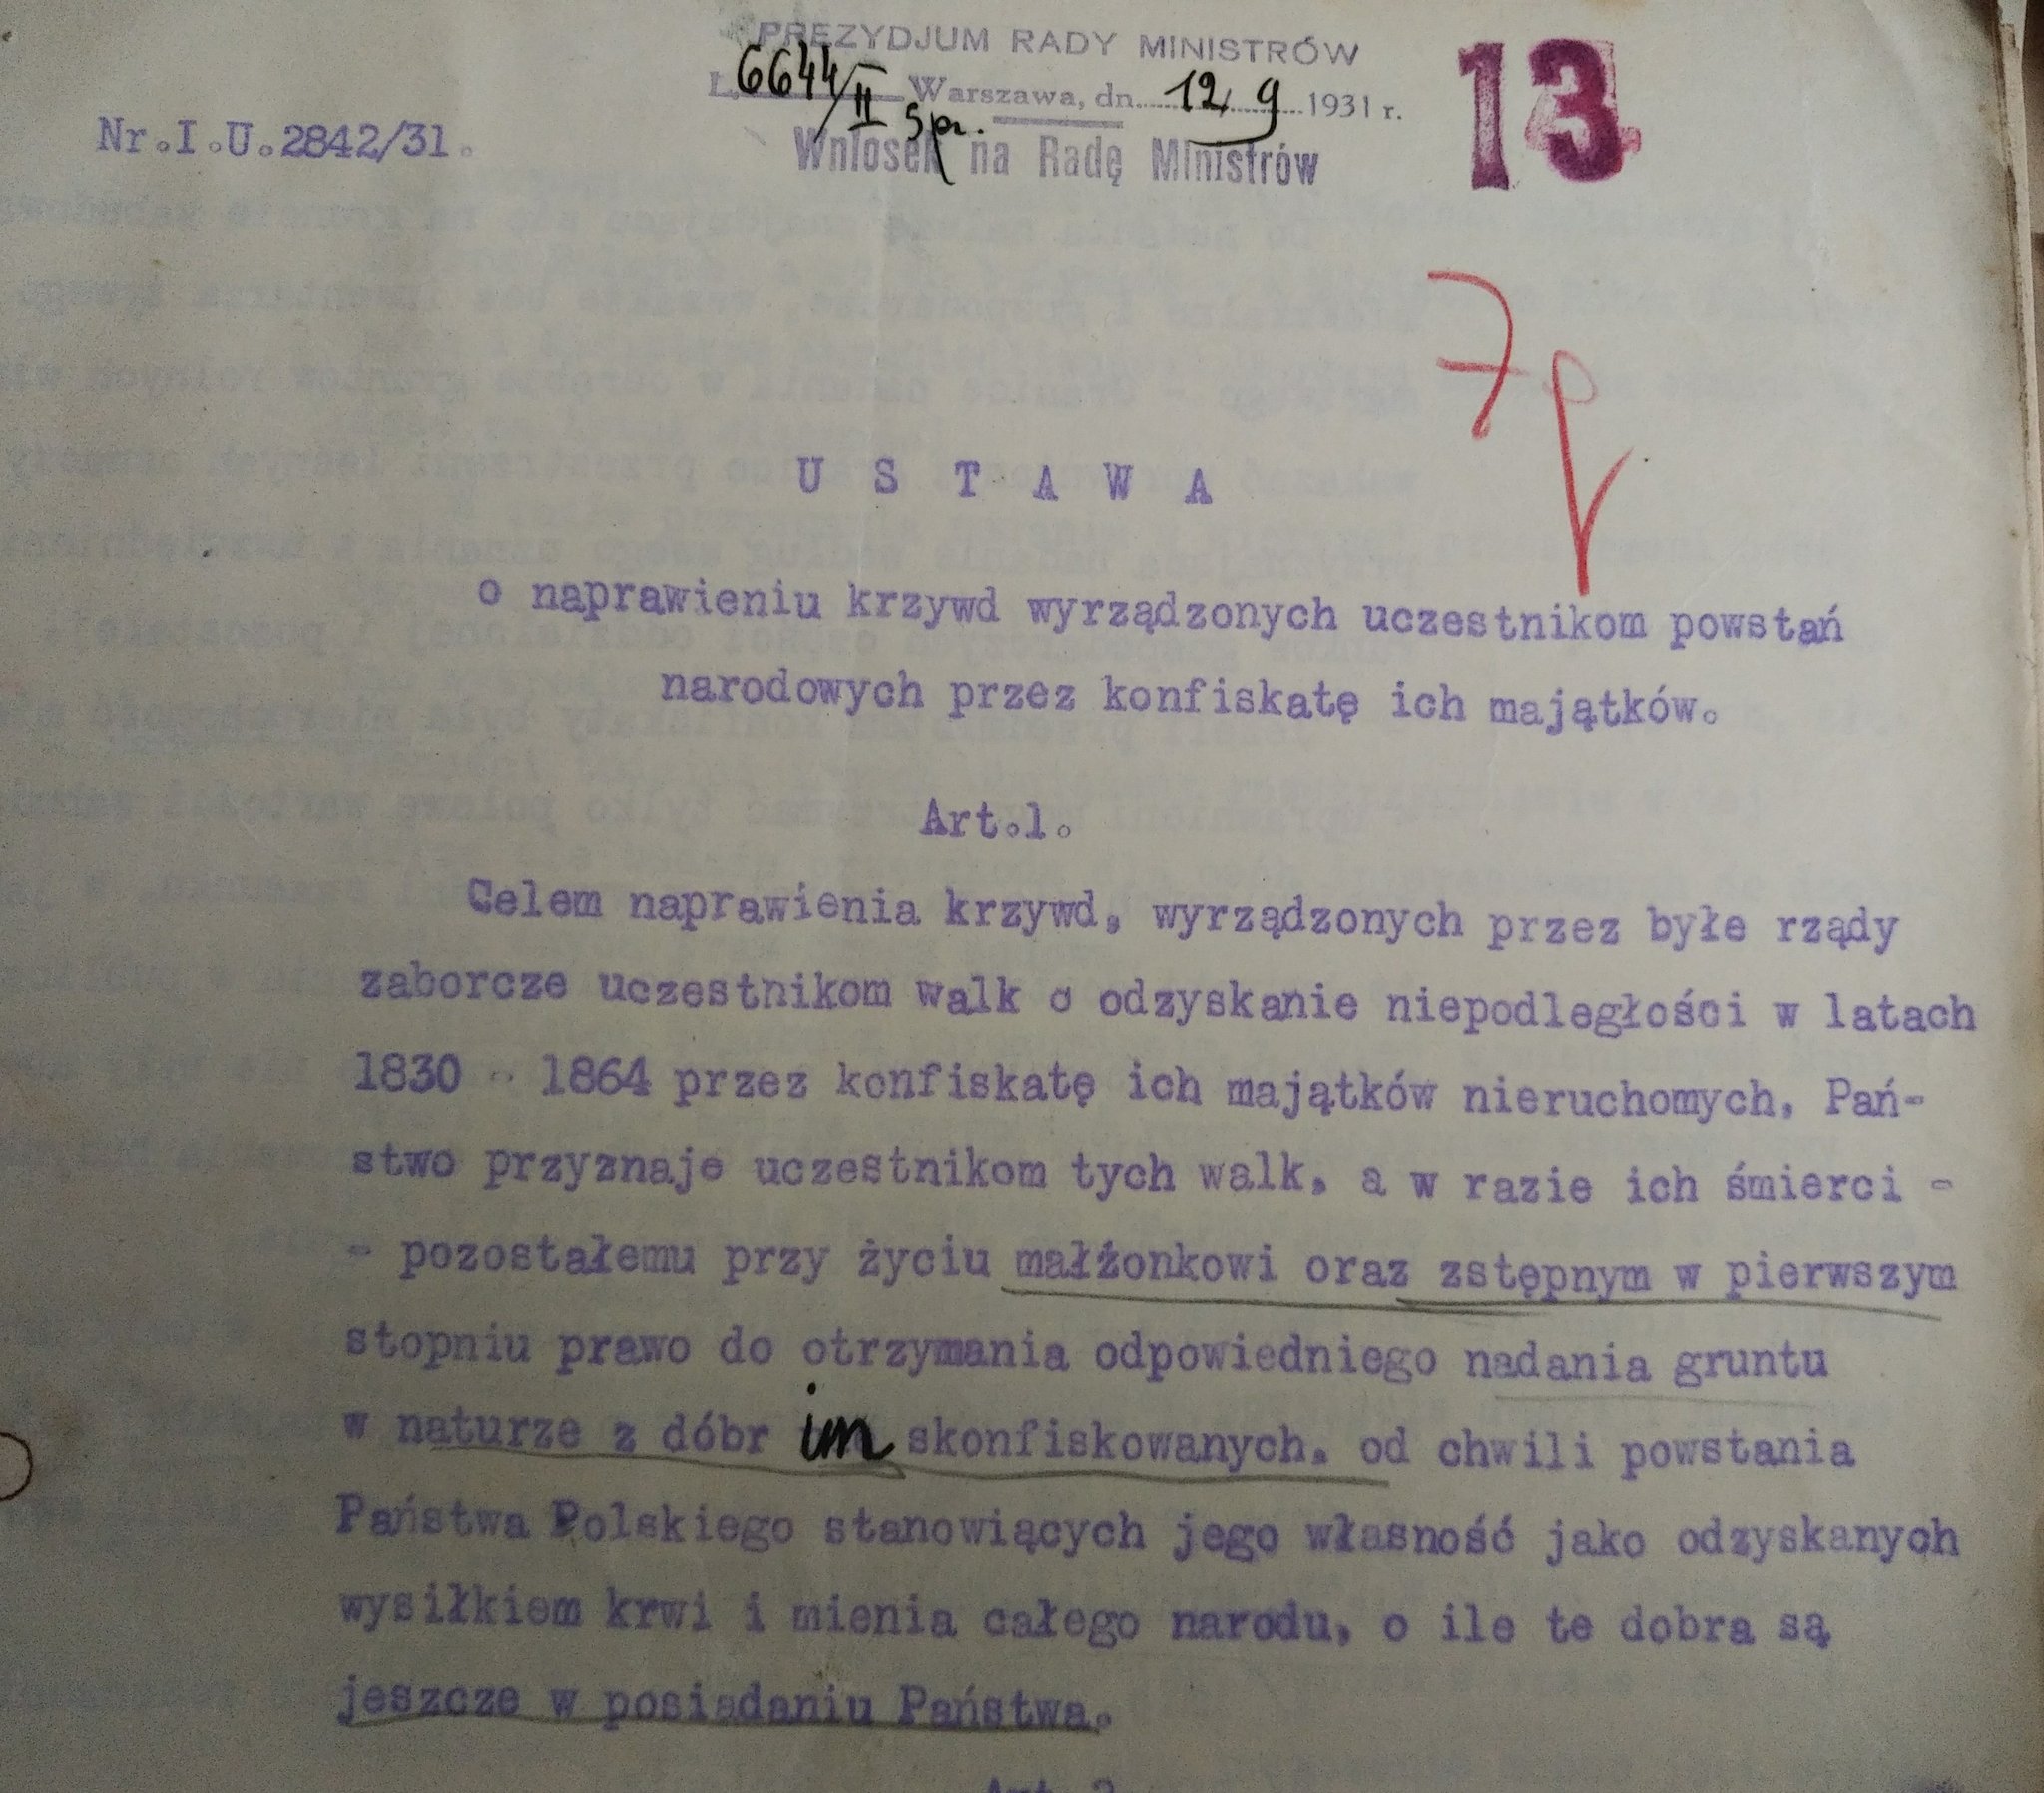 PREZYDJUM RADY MINISTRÓW
L. 6644/II Warszawa, dn. 12 9 1931 r.
spr.
Wniosek na Radę Ministrów
13
Nr.I.U.2842/31.
7
U S T A W A
o naprawieniu krzywd wyrządzonych uczestnikom powstań
narodowych przez konfiskatę ich majątków.
Art.1.
Celem naprawienia krzywd, wyrządzonych przez byłe rządy
zaborcze uczestnikom walk o odzyskanie niepodległości w latach
1830 - 1864 przez konfiskatę ich majątków nieruchomych, Pań-
stwo przyznaje uczestnikom tych walk, a w razie ich śmierci -
- pozostałemu przy życiu małżonkowi oraz zstępnym w pierwszym
stopniu prawo do otrzymania odpowiedniego nadania gruntu
w naturze z dóbr im skonfiskowanych, od chwili powstania
Państwa Polskiego stanowiących jego własność jako odzyskanych
wysiłkiem krwi i mienia całego narodu, o ile te dobra są
jeszcze w posiadaniu Państwa.